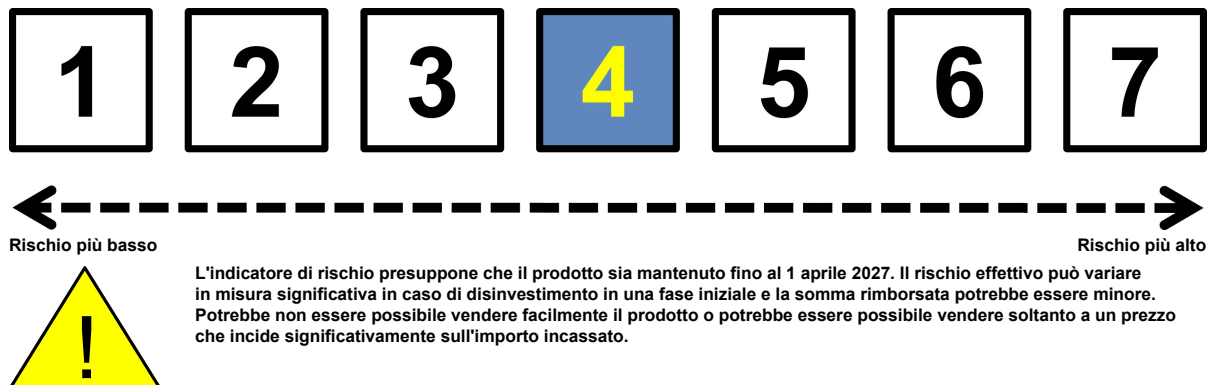 1 2 3 4 5 6 7
Rischio più basso Rischio più alto
!
L'indicatore di rischio presuppone che il prodotto sia mantenuto fino al 1 aprile 2027. Il rischio effettivo può variare
in misura significativa in caso di disinvestimento in una fase iniziale e la somma rimborsata potrebbe essere minore.
Potrebbe non essere possibile vendere facilmente il prodotto o potrebbe essere possibile vendere soltanto a un prezzo
che incide significativamente sull'importo incassato.